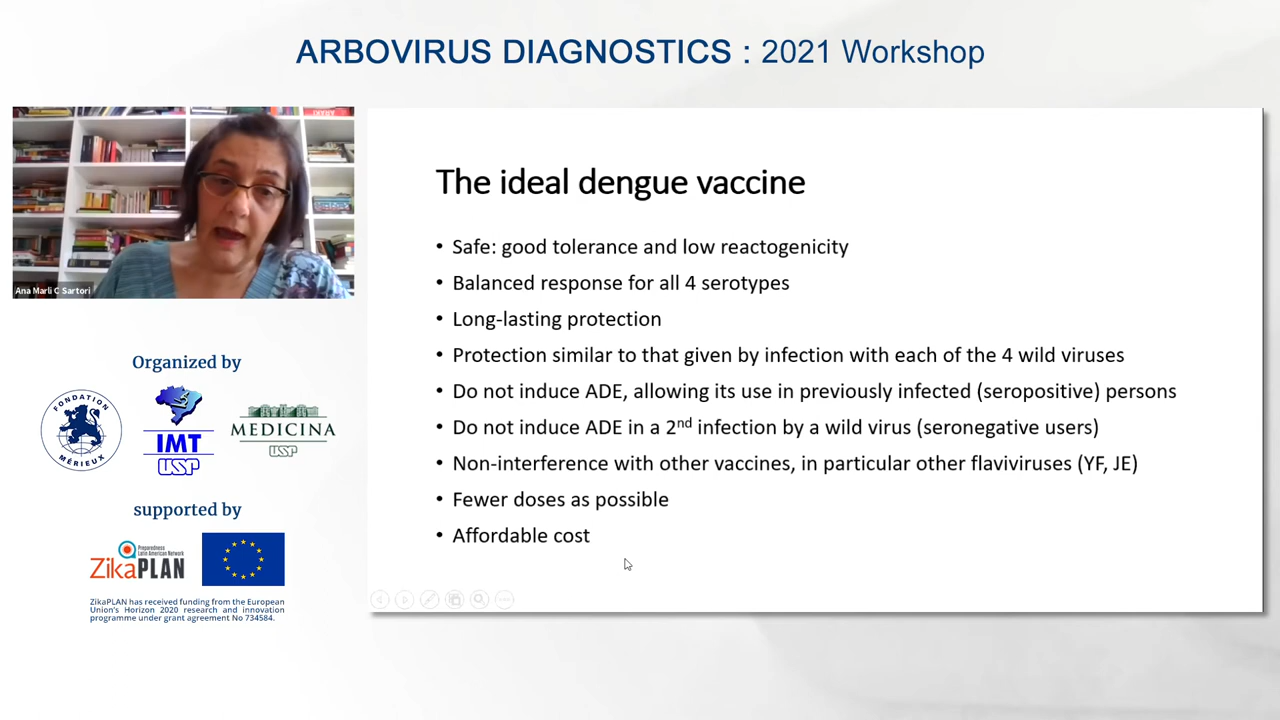 ARBOVIRUS DIAGNOSTICS : 2021 Workshop
Ana Marli C Sartori
The ideal dengue vaccine
• Safe: good tolerance and low reactogenicity
• Balanced response for all 4 serotypes
• Long-lasting protection
• Protection similar to that given by infection with each of the 4 wild viruses
• Do not induce ADE, allowing its use in previously infected (seropositive) persons
• Do not induce ADE in a 2nd infection by a wild virus (seronegative users)
• Non-interference with other vaccines, in particular other flaviviruses (YF, JE)
• Fewer doses as possible
• Affordable cost
Organized by
FONDATION
MÉRIEUX
IMT
USP
MEDICINA
USP
supported by
Preparedness
Latin American Network
ZikaPLAN
ZikaPLAN has received funding from the European
Union's Horizon 2020 research and innovation
programme under grant agreement No 734584.